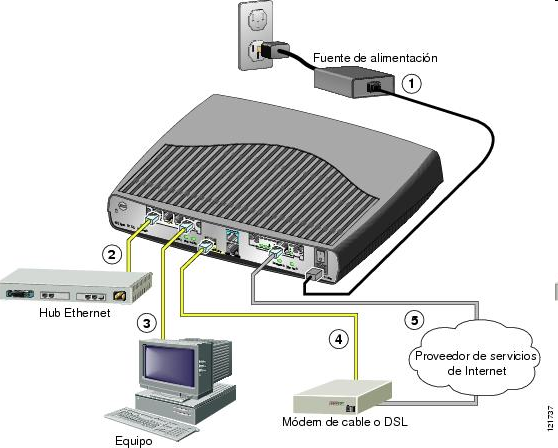 Fuente de alimentación
1
2
Hub Ethernet
3
Equipo
4
Módem de cable o DSL
5
Proveedor de servicios
de Internet
121737